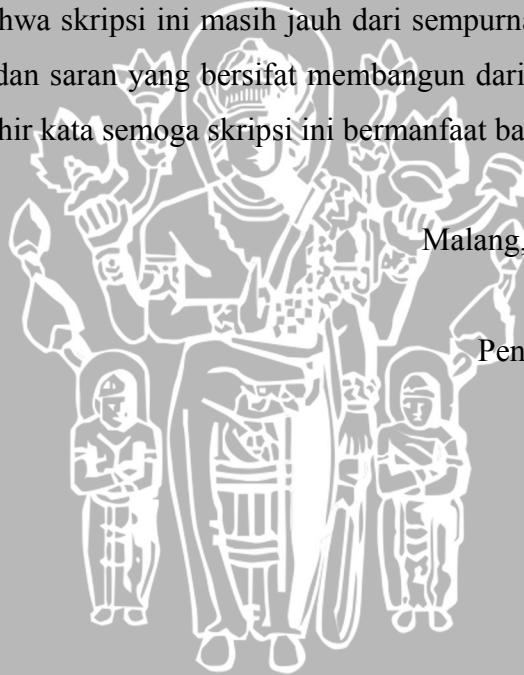 hwa skripsi ini masih jauh dari sempurna
dan saran yang bersifat membangun dari
hir kata semoga skripsi ini bermanfaat ba
Malang,
Pen